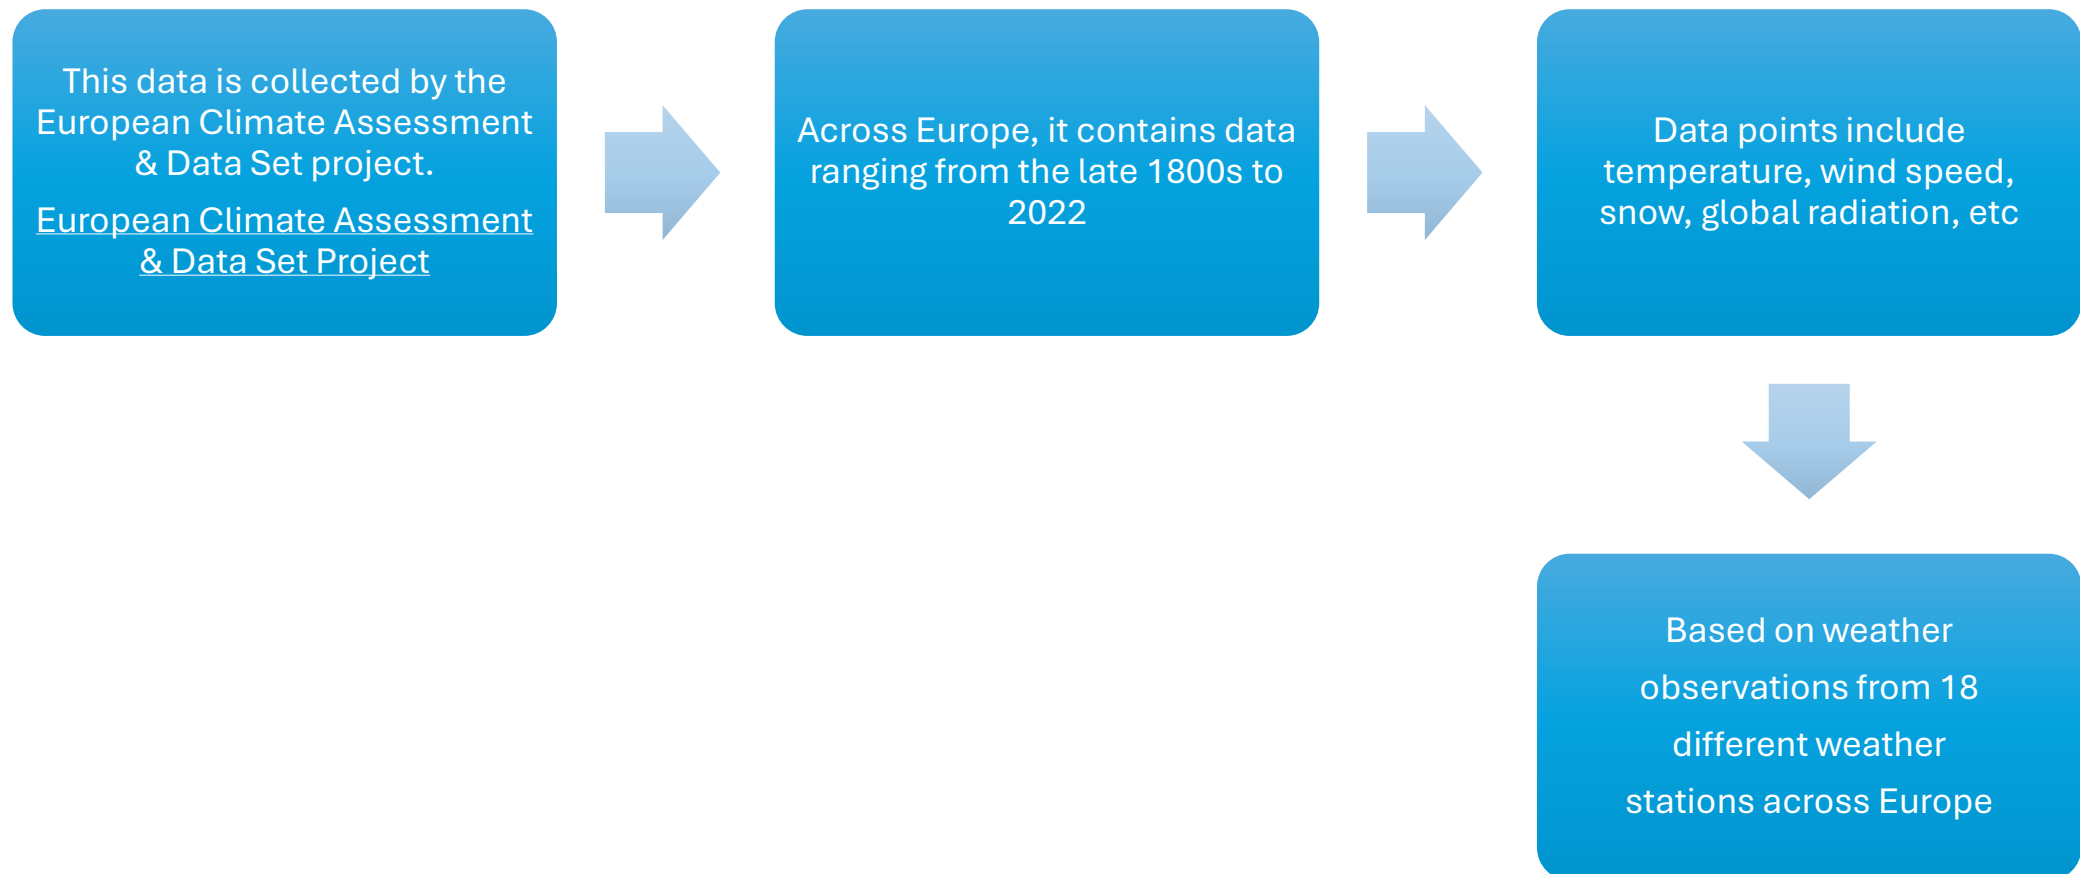 This data is collected by the
European Climate Assessment
& Data Set project.
European Climate Assessment
& Data Set Project
Across Europe, it contains data
ranging from the late 1800s to
2022
Data points include
temperature, wind speed,
snow, global radiation, etc
Based on weather
observations from 18
different weather
stations across Europe